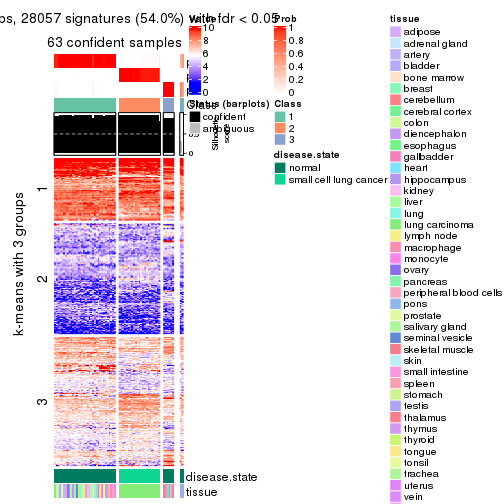 os, 28057 signatures (54.0%) with fdr < 0.05
63 confident samples
k-means with 3 groups
1
2
3
Class
Silhouette
score
disease.state
tissue
Value
10
8
6
4
2
0
Status (barplots)
confident
ambiguous
Prob
1
0.8
0.6
0.4
0.2
0
Class
1
2
3
disease.state
normal
small cell lung cancer
tissue
adipose
adrenal gland
artery
bladder
bone marrow
breast
cerebellum
cerebral cortex
colon
diencephalon
esophagus
gallbadder
heart
hippocampus
kidney
liver
lung
lung carcinoma
lymph node
macrophage
monocyte
ovary
pancreas
peripheral blood cells
pons
prostate
salivary gland
seminal vesicle
skeletal muscle
skin
small intestine
spleen
stomach
testis
thalamus
thymus
thyroid
tongue
tonsil
trachea
uterus
vein